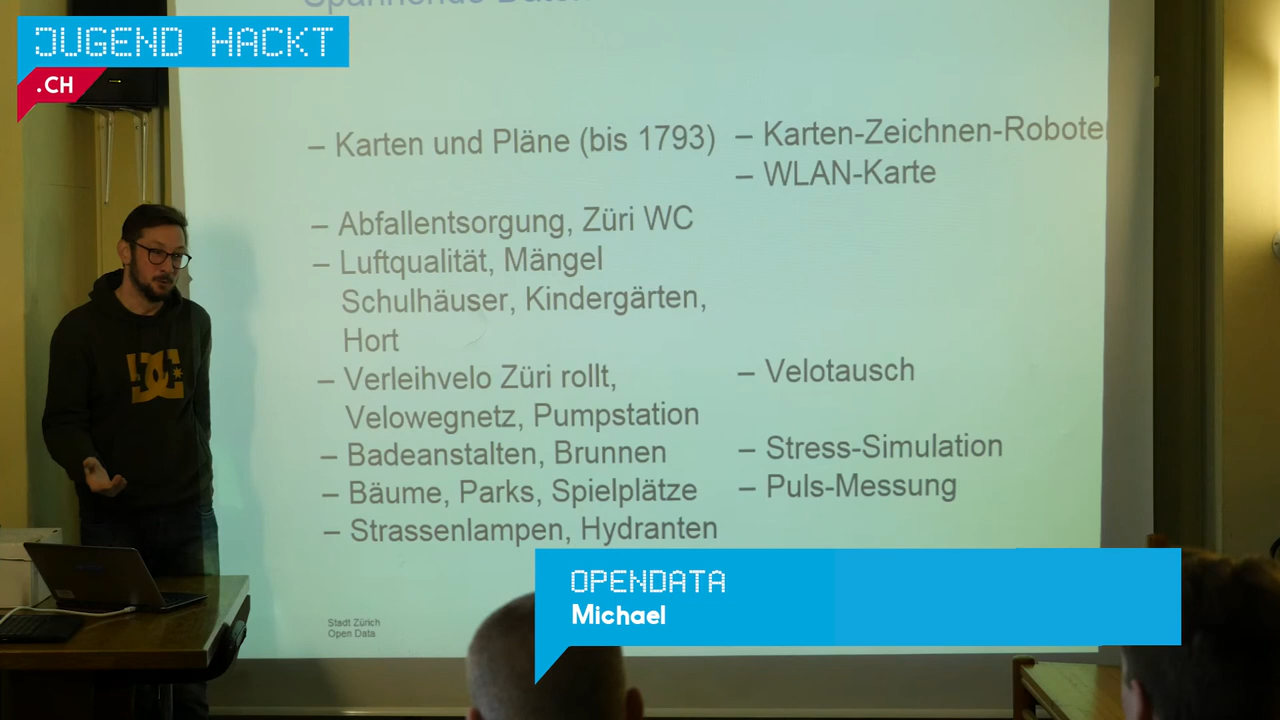 Spannende Daten
JUGEND HACKT
.CH
– Karten und Pläne (bis 1793)
– Abfallentsorgung, Züri WC
– Luftqualität, Mängel
Schulhäuser, Kindergärten,
Hort
– Verleihvelo Züri rollt,
Velowegnetz, Pumpstation
– Badeanstalten, Brunnen
– Bäume, Parks, Spielplätze
– Strassenlampen, Hydranten
– Karten-Zeichnen-Robote
– WLAN-Karte
– Velotausch
– Stress-Simulation
– Puls-Messung
Stadt Zürich
Open Data
OPENDATA
Michael